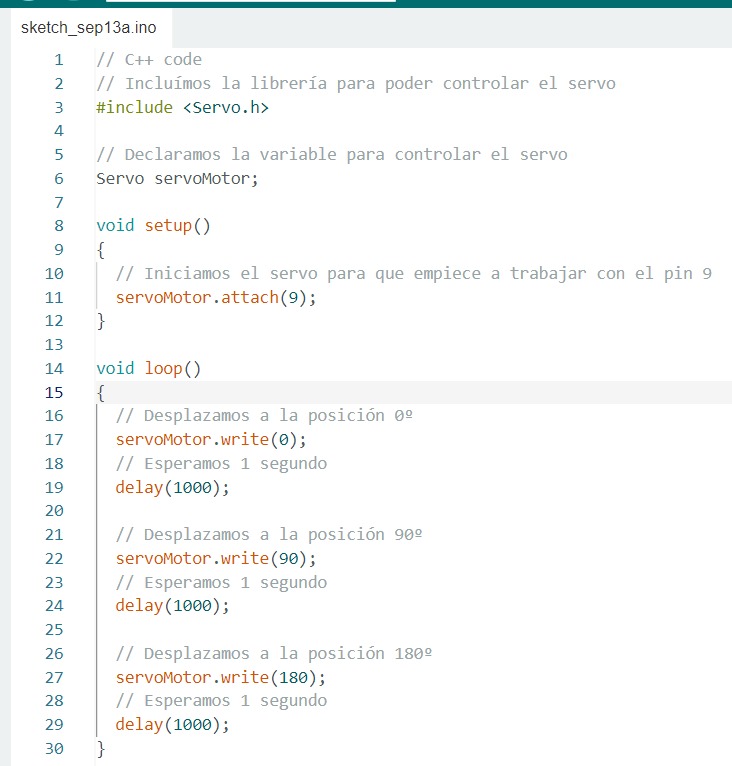 sketch_sep13a.ino
1 // C++ code
2 // Incluímos la librería para poder controlar el servo
3 #include <Servo.h>
4
5 // Declaramos la variable para controlar el servo
6 Servo servoMotor;
7
8 void setup()
9 {
10 // Iniciamos el servo para que empiece a trabajar con el pin 9
11 servoMotor.attach(9);
12 }
13
14 void loop()
15 {
16 // Desplazamos a la posición 0º
17 servoMotor.write(0);
18 // Esperamos 1 segundo
19 delay(1000);
20
21 // Desplazamos a la posición 90º
22 servoMotor.write(90);
23 // Esperamos 1 segundo
24 delay(1000);
25
26 // Desplazamos a la posición 180º
27 servoMotor.write(180);
28 // Esperamos 1 segundo
29 delay(1000);
30 }